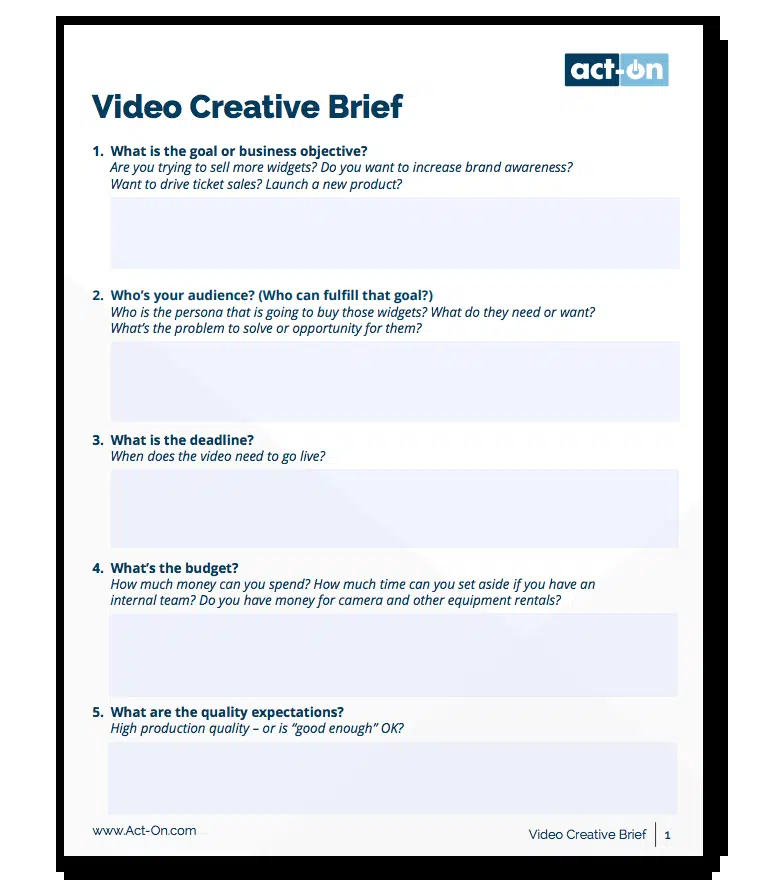 act-on
Video Creative Brief
1. What is the goal or business objective?
Are you trying to sell more widgets? Do you want to increase brand awareness?
Want to drive ticket sales? Launch a new product?
2. Who’s your audience? (Who can fulfill that goal?)
Who is the persona that is going to buy those widgets? What do they need or want?
What’s the problem to solve or opportunity for them?
3. What is the deadline?
When does the video need to go live?
4. What’s the budget?
How much money can you spend? How much time can you set aside if you have an
internal team? Do you have money for camera and other equipment rentals?
5. What are the quality expectations?
High production quality – or is “good enough” OK?
www.Act-On.com
Video Creative Brief 1